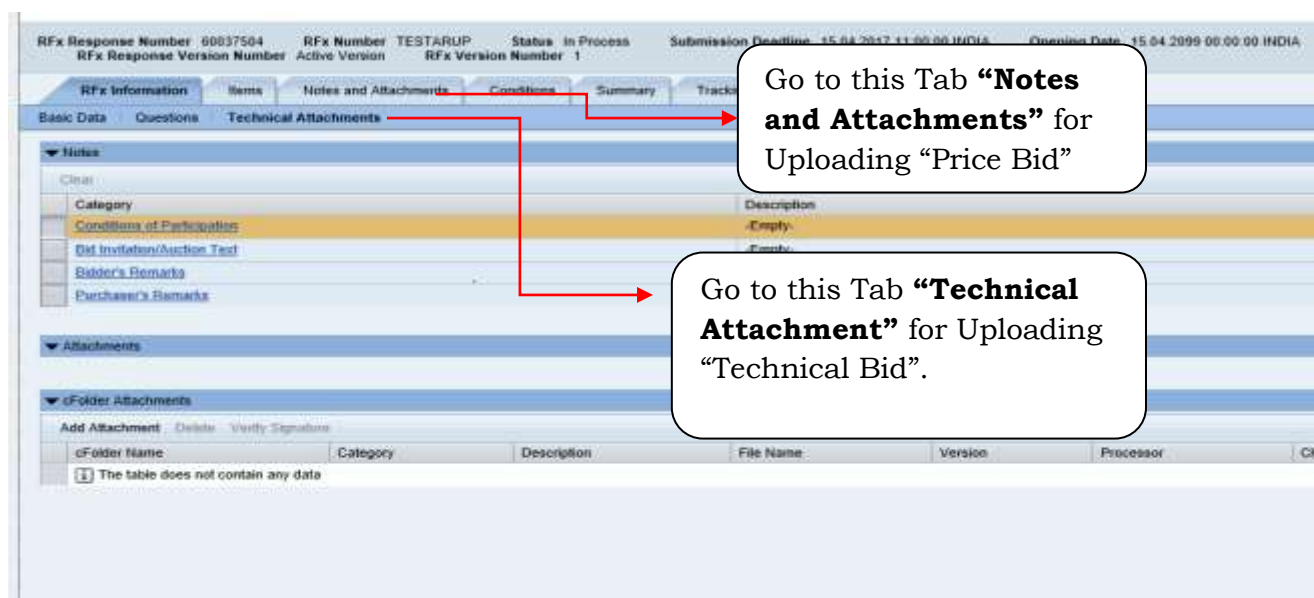 RFx Response Number 60037504 RFx Number TESTARUP Status In Process Submission Deadline 15.04.2017 11:00:00 INDIA Opening Date 15.04.2099 00:00:00 INDIA
RFx Response Version Number Active Version RFx Version Number 1
RFx Information Items Notes and Attachments Conditions Summary
Basic Data Questions Technical Attachments
Go to this Tab “Notes
and Attachments” for
Uploading “Price Bid”
Notes
Clear
Category Description
Conditions of Participation -Empty-
Bid Invitation/Auction Text -Empty-
Bidder's Remarks
Purchaser's Remarks
Go to this Tab “Technical
Attachment” for Uploading
“Technical Bid”.
Attachments
cFolder Attachments
Add Attachment Delete Verify Signature
cFolder Name Category Description File Name Version Processor
The table does not contain any data